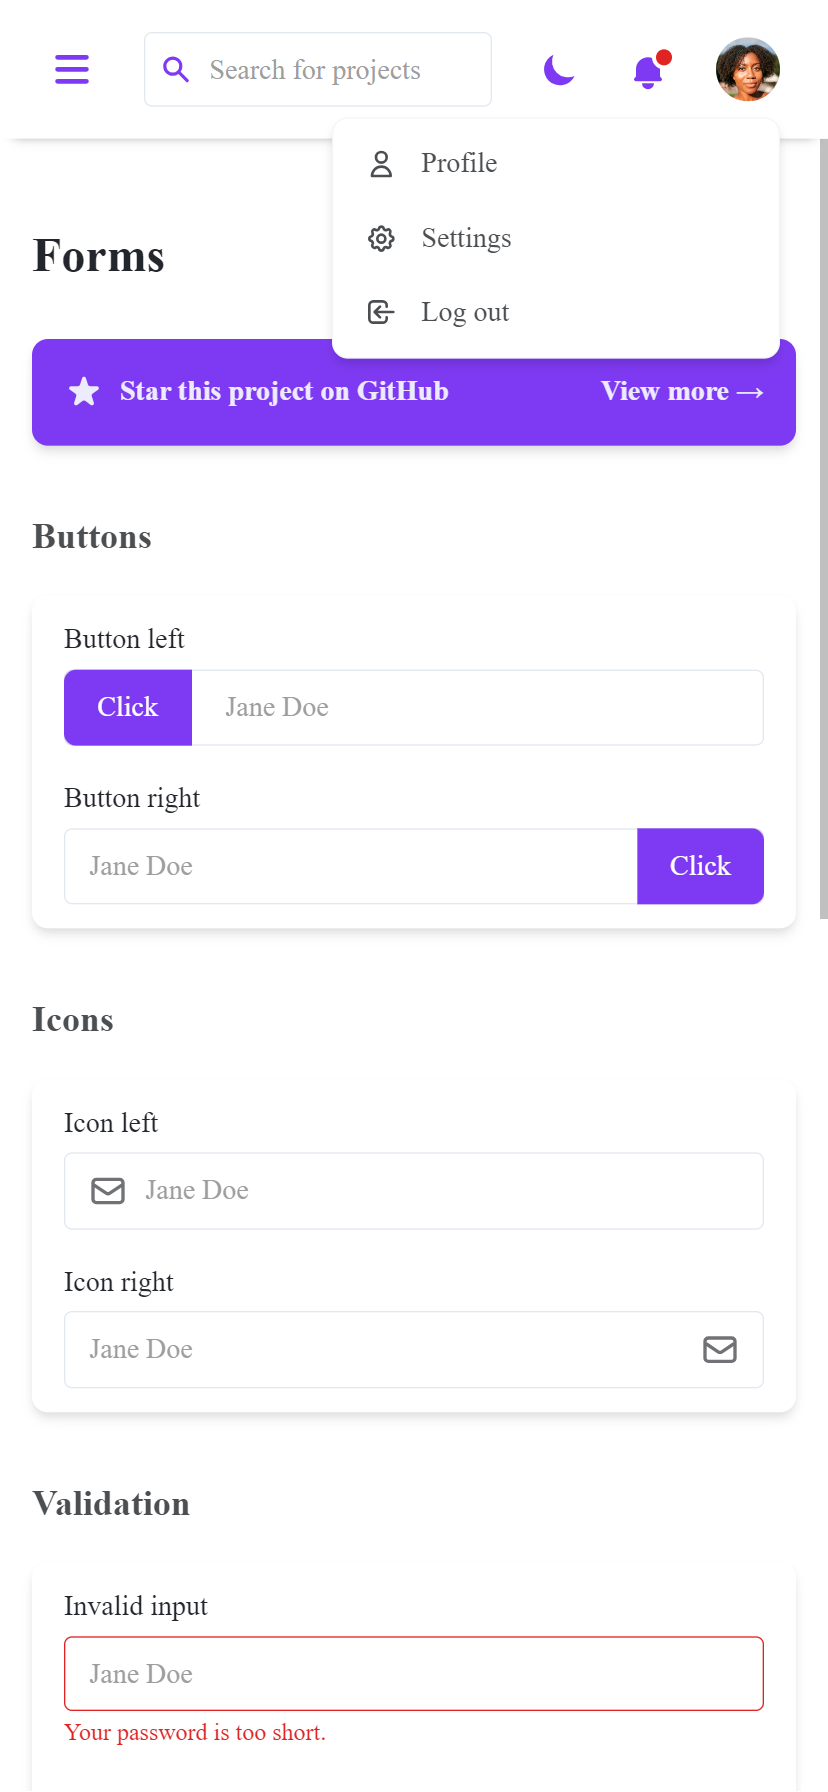 Search for projects
Profile
Settings
Log out
Forms
Star this project on GitHub
View more →
Buttons
Button left
Click
Jane Doe
Button right
Jane Doe
Click
Icons
Icon left
Jane Doe
Icon right
Jane Doe
Validation
Invalid input
Jane Doe
Your password is too short.